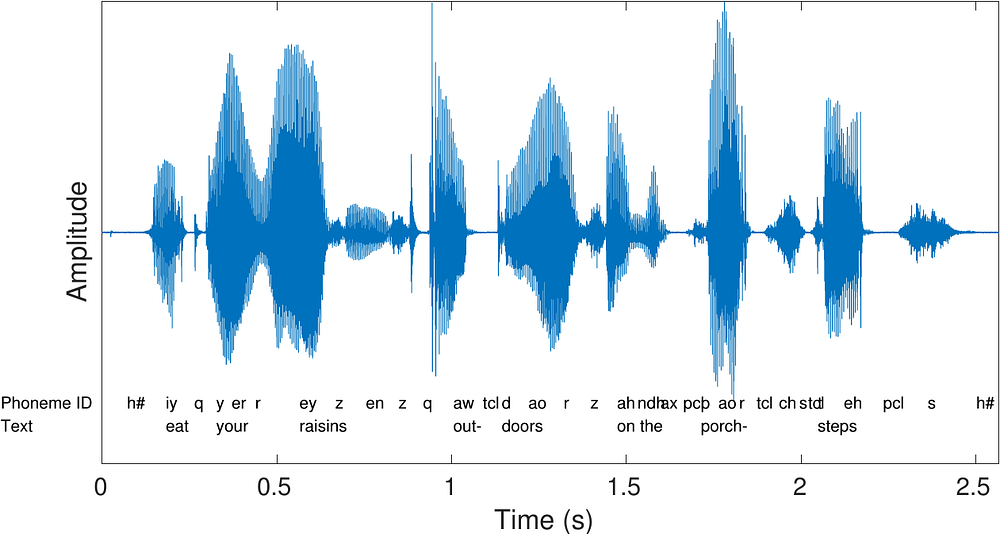 Amplitude
Phoneme ID h# iy q y er r ey z en z q aw tcl d ao r z ah n dh ax pcl p ao r tcl ch s tcl eh pcl s h#
Text eat your raisins out- doors on the porch- steps
0 0.5 1 1.5 2 2.5
Time (s)